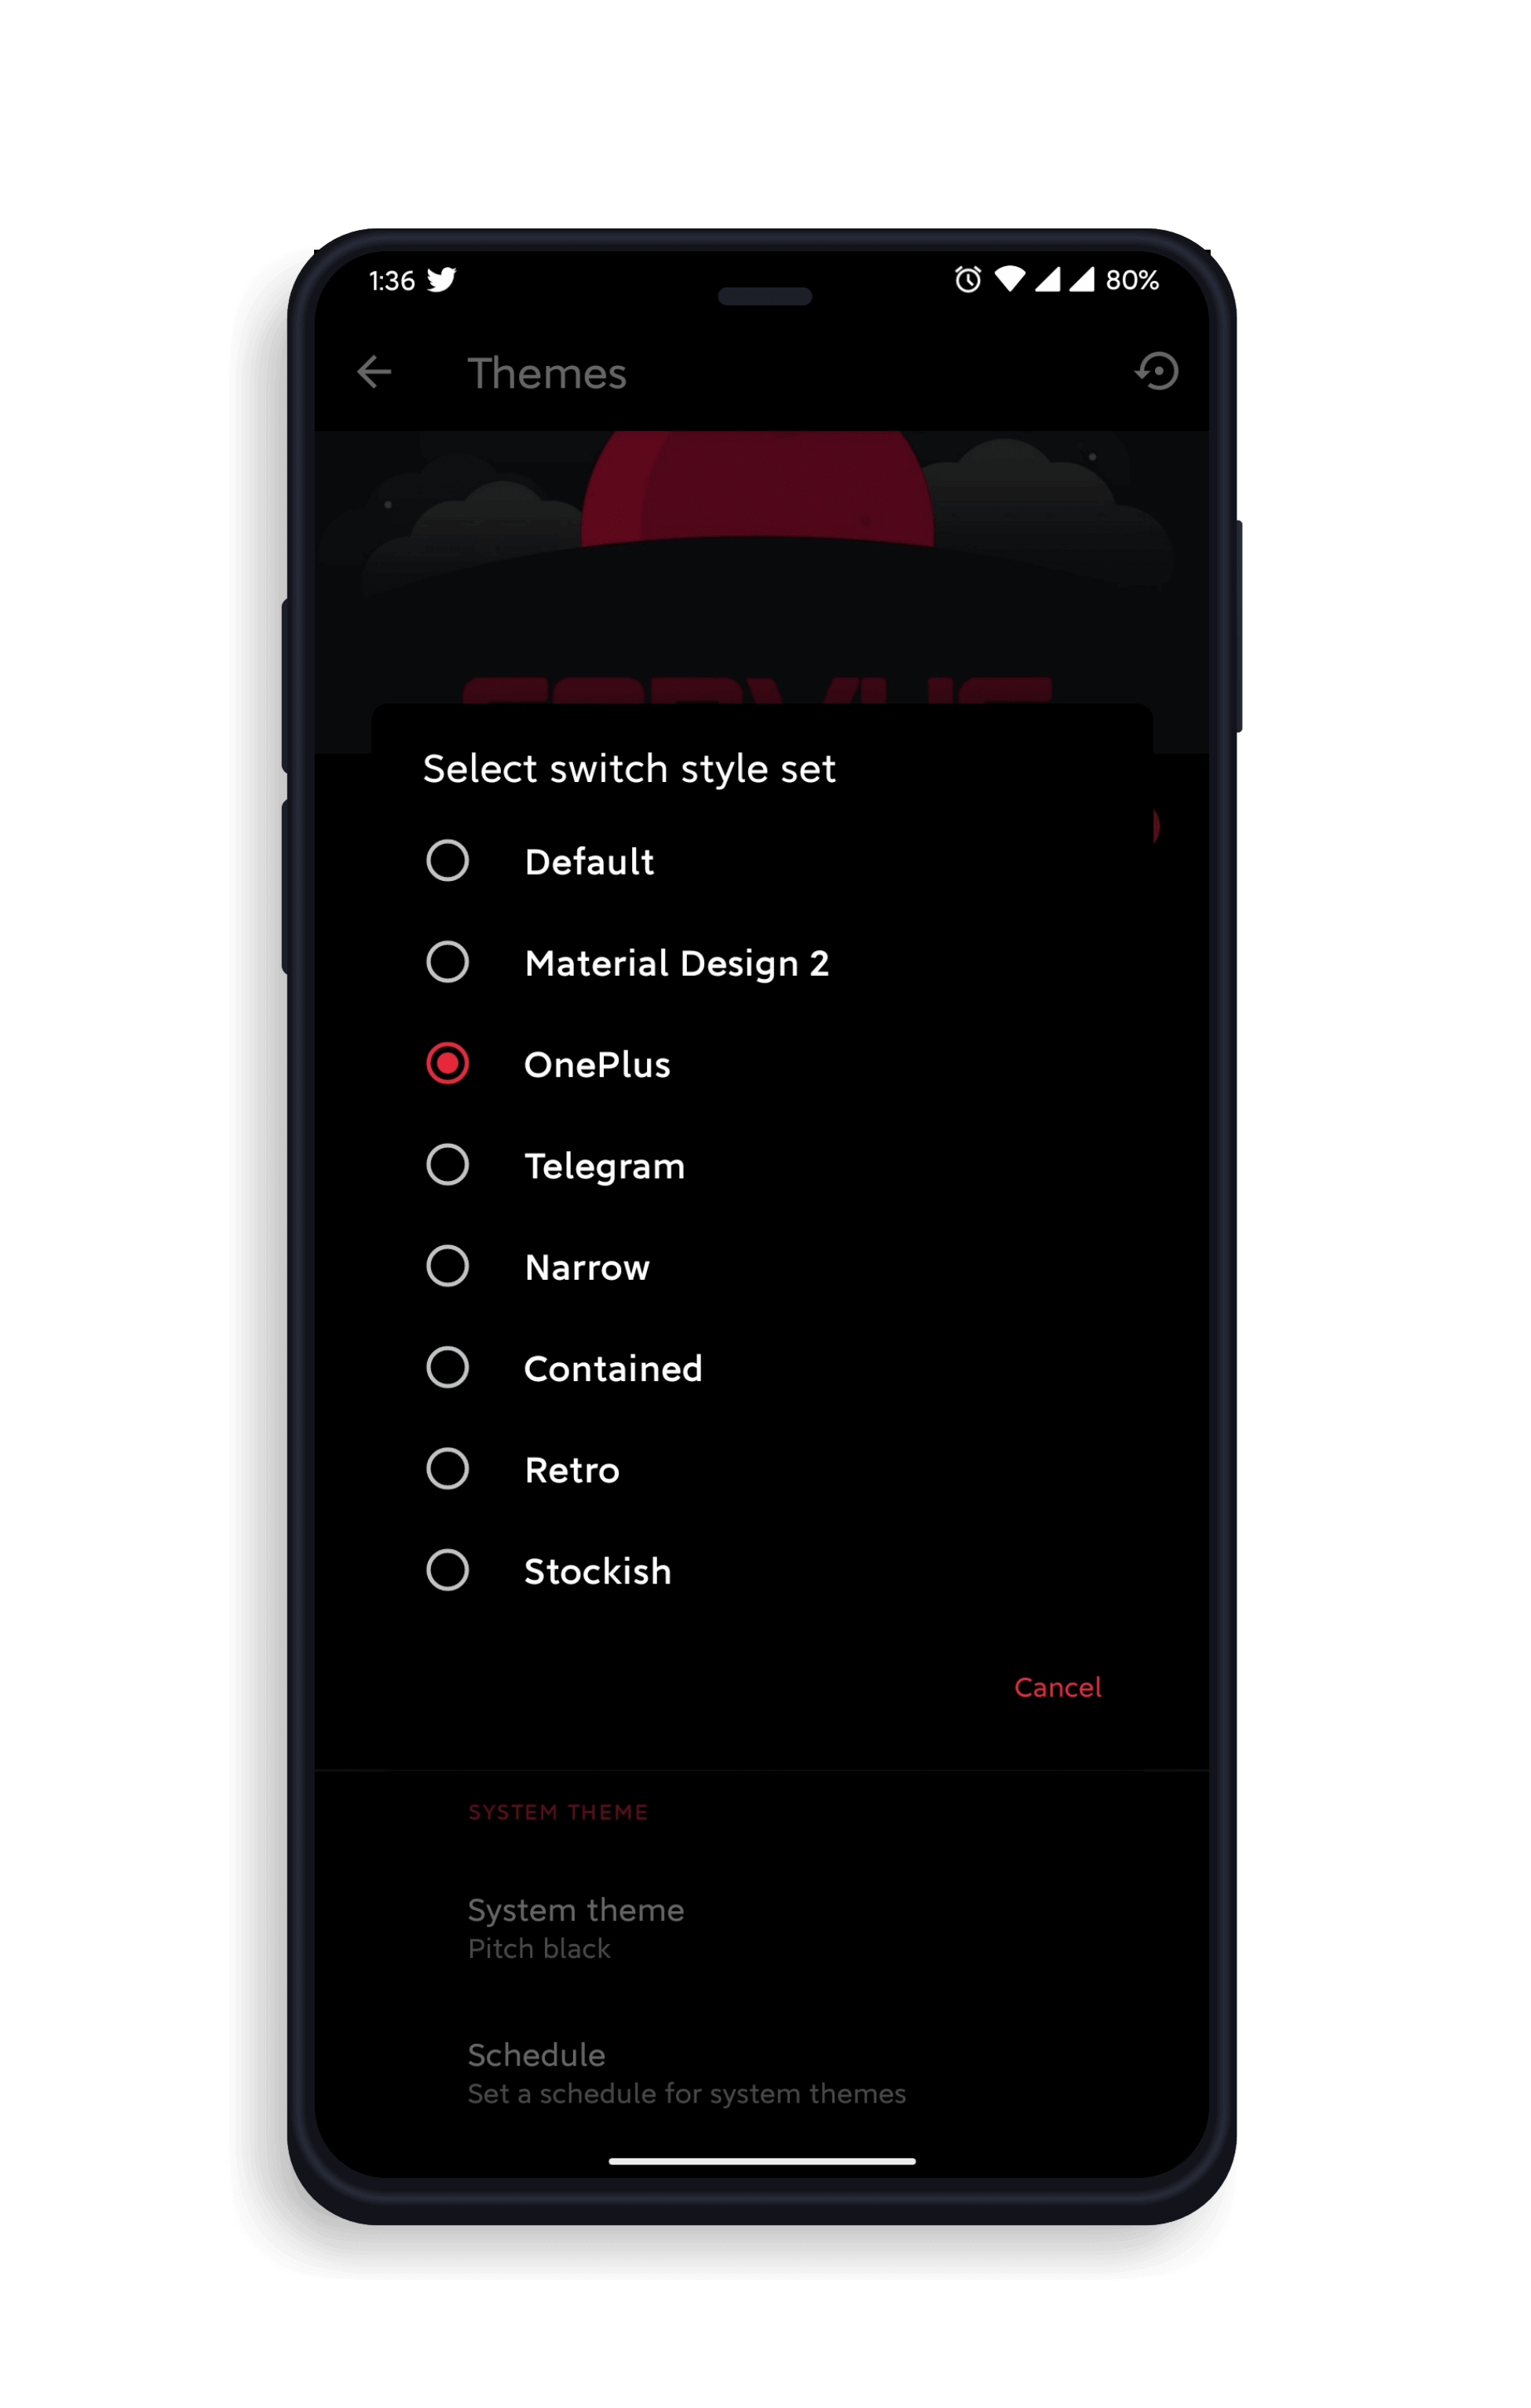 1:36 80%
Themes
Select switch style set
Default
Material Design 2
OnePlus
Telegram
Narrow
Contained
Retro
Stockish
Cancel
SYSTEM THEME
System theme
Pitch black
Schedule
Set a schedule for system themes